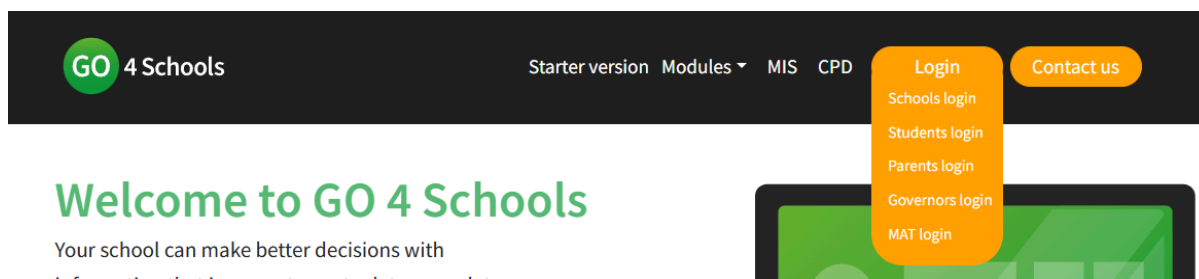 GO 4 Schools
Starter version Modules MIS CPD Login Contact us
Schools login
Students login
Parents login
Governors login
MAT login
Welcome to GO 4 Schools
Your school can make better decisions with